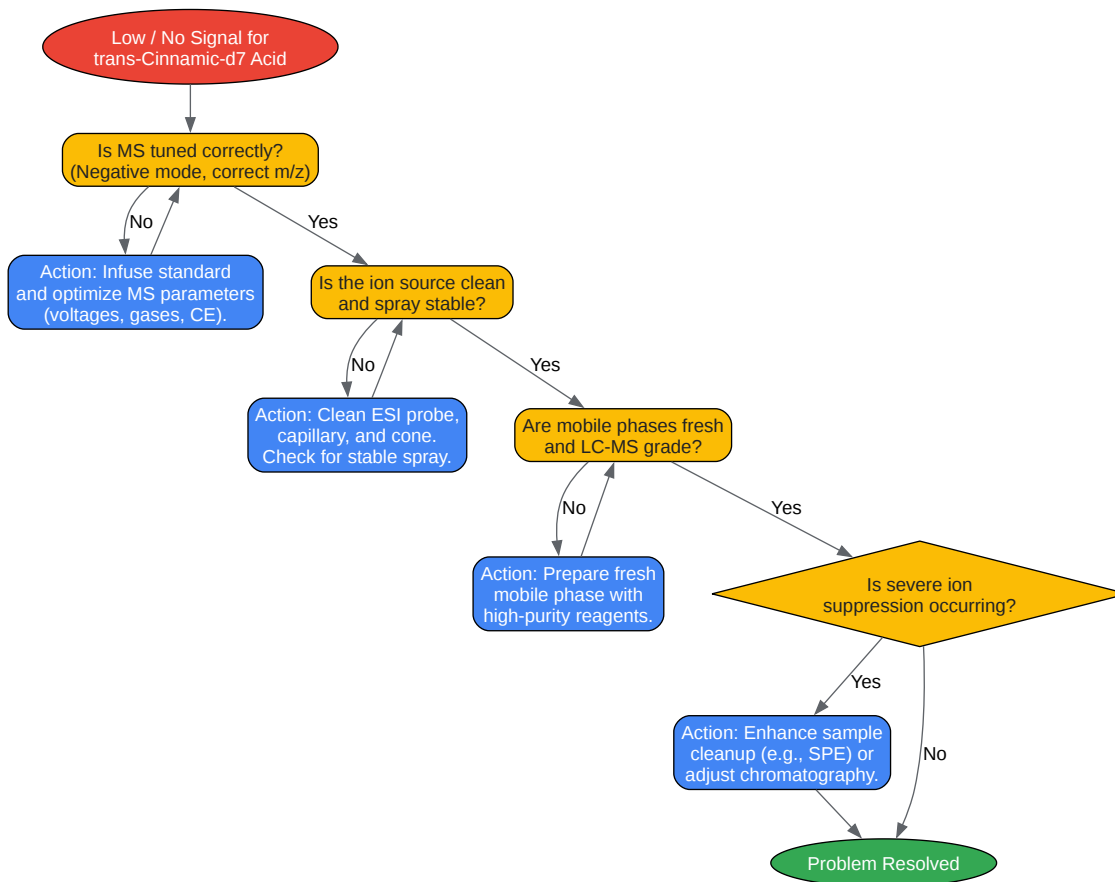 Low / No Signal for
trans-Cinnamic-d7 Acid
Is MS tuned correctly?
(Negative mode, correct m/z)
No
Yes
Action: Infuse standard
and optimize MS parameters
(voltages, gases, CE).
Is the ion source clean
and spray stable?
No
Yes
Action: Clean ESI probe,
capillary, and cone.
Check for stable spray.
Are mobile phases fresh
and LC-MS grade?
No
Yes
Action: Prepare fresh
mobile phase with
high-purity reagents.
Is severe ion
suppression occurring?
Yes
No
Action: Enhance sample
cleanup (e.g., SPE) or
adjust chromatography.
Problem Resolved